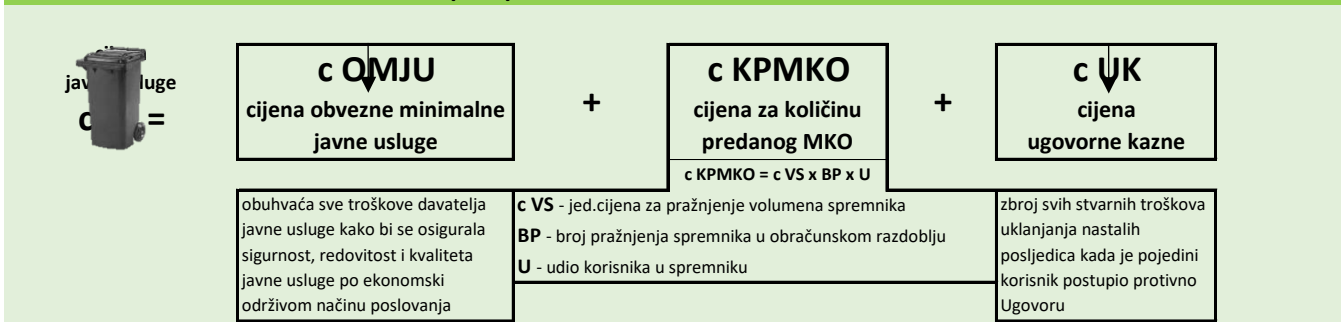 c OMJU
cijena obvezne minimalne
javne usluge
+
c KPMKO
cijena za količinu
predanog MKO
c KPMKO = c VS x BP x U
+
c UK
cijena
ugovorne kazne
=
obuhvaća sve troškove davatelja
javne usluge kako bi se osigurala
sigurnost, redovitost i kvaliteta
javne usluge po ekonomski
održivom načinu poslovanja
c VS - jed.cijena za pražnjenje volumena spremnika
BP - broj pražnjenja spremnika u obračunskom razdoblju
U - udio korisnika u spremniku
zbroj svih stvarnih troškova
uklanjanja nastalih
posljedica kada je pojedini
korisnik postupio protivno
Ugovoru